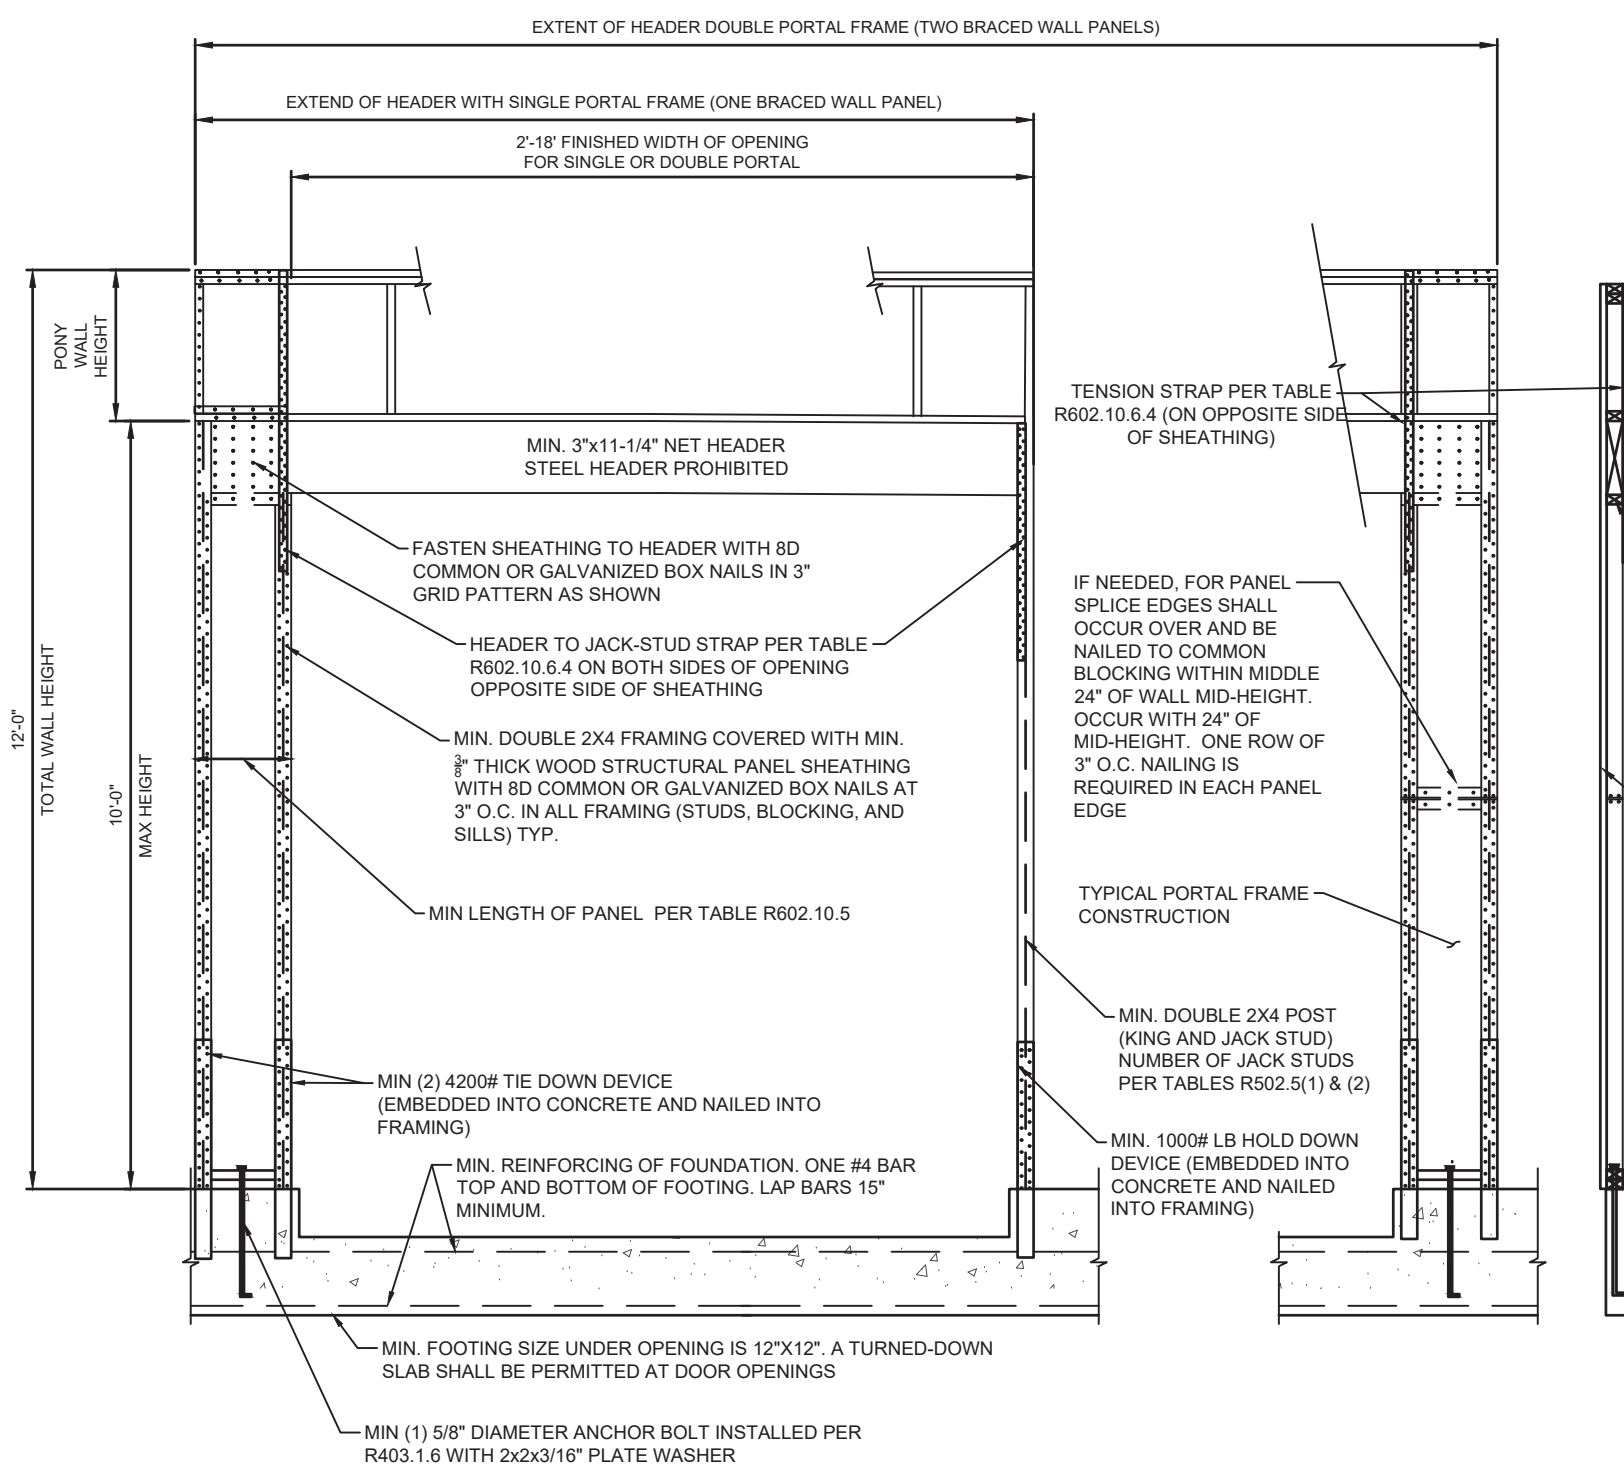 EXTENT OF HEADER DOUBLE PORTAL FRAME (TWO BRACED WALL PANELS)
EXTEND OF HEADER WITH SINGLE PORTAL FRAME (ONE BRACED WALL PANEL)
2'-18' FINISHED WIDTH OF OPENING
FOR SINGLE OR DOUBLE PORTAL
PONY
WALL
HEIGHT
12'-0"
TOTAL WALL HEIGHT
10'-0"
MAX HEIGHT
MIN. 3"x11-1/4" NET HEADER
STEEL HEADER PROHIBITED
TENSION STRAP PER TABLE
R602.10.6.4 (ON OPPOSITE SIDE
OF SHEATHING)
FASTEN SHEATHING TO HEADER WITH 8D
COMMON OR GALVANIZED BOX NAILS IN 3"
GRID PATTERN AS SHOWN
HEADER TO JACK-STUD STRAP PER TABLE
R602.10.6.4 ON BOTH SIDES OF OPENING
OPPOSITE SIDE OF SHEATHING
IF NEEDED, FOR PANEL
SPLICE EDGES SHALL
OCCUR OVER AND BE
NAILED TO COMMON
BLOCKING WITHIN MIDDLE
24" OF WALL MID-HEIGHT.
OCCUR WITH 24" OF
MID-HEIGHT.  ONE ROW OF
3" O.C. NAILING IS
REQUIRED IN EACH PANEL
EDGE
MIN. DOUBLE 2X4 FRAMING COVERED WITH MIN.
3/8" THICK WOOD STRUCTURAL PANEL SHEATHING
WITH 8D COMMON OR GALVANIZED BOX NAILS AT
3" O.C. IN ALL FRAMING (STUDS, BLOCKING, AND
SILLS) TYP.
MIN LENGTH OF PANEL  PER TABLE R602.10.5
TYPICAL PORTAL FRAME
CONSTRUCTION
MIN. DOUBLE 2X4 POST
(KING AND JACK STUD)
NUMBER OF JACK STUDS
PER TABLES R502.5(1) & (2)
MIN (2) 4200# TIE DOWN DEVICE
(EMBEDDED INTO CONCRETE AND NAILED INTO
FRAMING)
MIN. 1000# LB HOLD DOWN
DEVICE (EMBEDDED INTO
CONCRETE AND NAILED
INTO FRAMING)
MIN. REINFORCING OF FOUNDATION. ONE #4 BAR
TOP AND BOTTOM OF FOOTING. LAP BARS 15"
MINIMUM.
MIN. FOOTING SIZE UNDER OPENING IS 12"X12". A TURNED-DOWN
SLAB SHALL BE PERMITTED AT DOOR OPENINGS
MIN (1) 5/8" DIAMETER ANCHOR BOLT INSTALLED PER
R403.1.6 WITH 2x2x3/16" PLATE WASHER